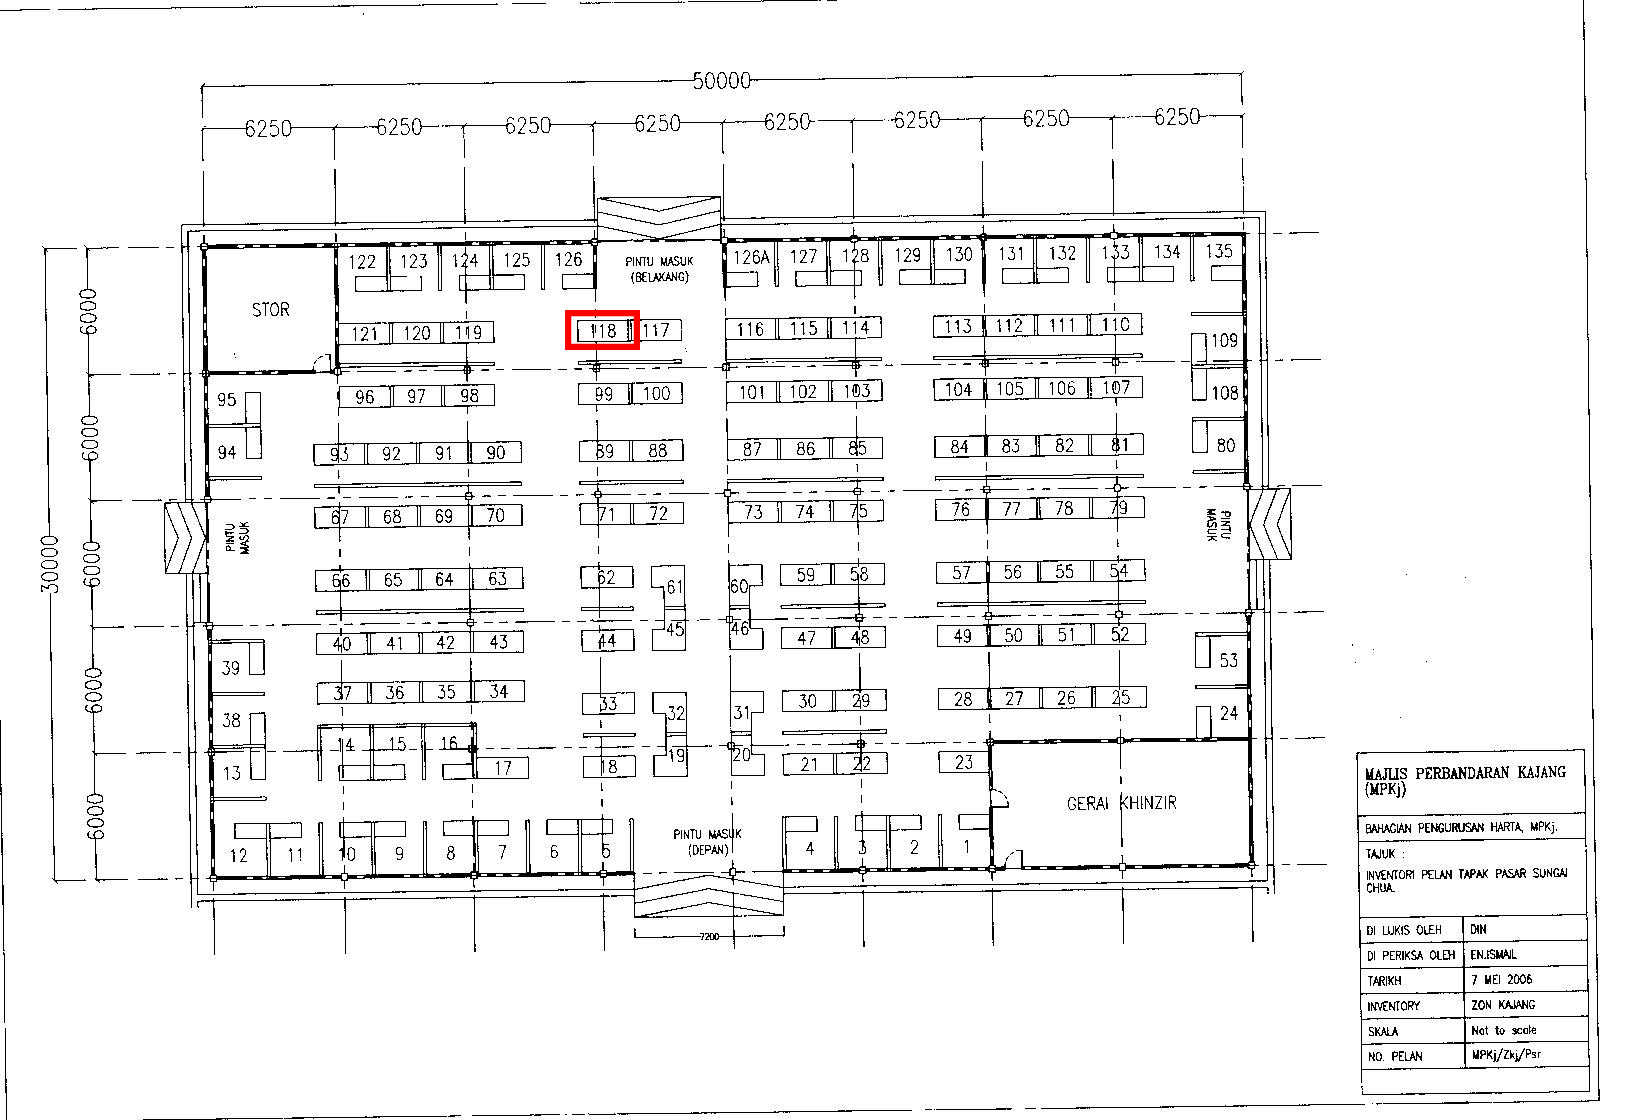 50000
6250 6250 6250 6250 6250 6250 6250 6250
122 123 124 125 126 PINTU MASUK (BELAKANG) 126A 127 128 129 130 131 132 133 134 135
6000 STOR
121 120 119 118 117 116 115 114 113 112 111 110
109
95 96 97 98 99 100 101 102 103 104 105 106 107 108
6000
94 93 92 91 90 89 88 87 86 85 84 83 82 81 80
67 68 69 70 71 72 73 74 75 76 77 78 79
PINTU MASUK
PINTU MASUK
30000 6000
66 65 64 63 62 61 60 59 58 57 56 55 54
40 41 42 43 44 45 46 47 48 49 50 51 52
39 53
6000
37 36 35 34 33 32 31 30 29 28 27 26 25
38 24
14 15 16
13 17 18 19 20 21 22 23
6000 GERAI KHINZIR
12 11 10 9 8 7 6 5 PINTU MASUK (DEPAN) 4 3 2 1
7200
MAJLIS PERBANDARAN KAJANG
(MPKj)
BAHAGIAN PENGURUSAN HARTA, MPKj.
TAJUK :
INVENTORI PELAN TAPAK PASAR SUNGAI
CHUA.
DI LUKIS OLEH DIN
DI PERIKSA OLEH EN.ISMAIL
TARIKH 7 MEI 2006
INVENTORY ZON KAJANG
SKALA Not to scale
NO. PELAN MPKj/Zkj/Psr